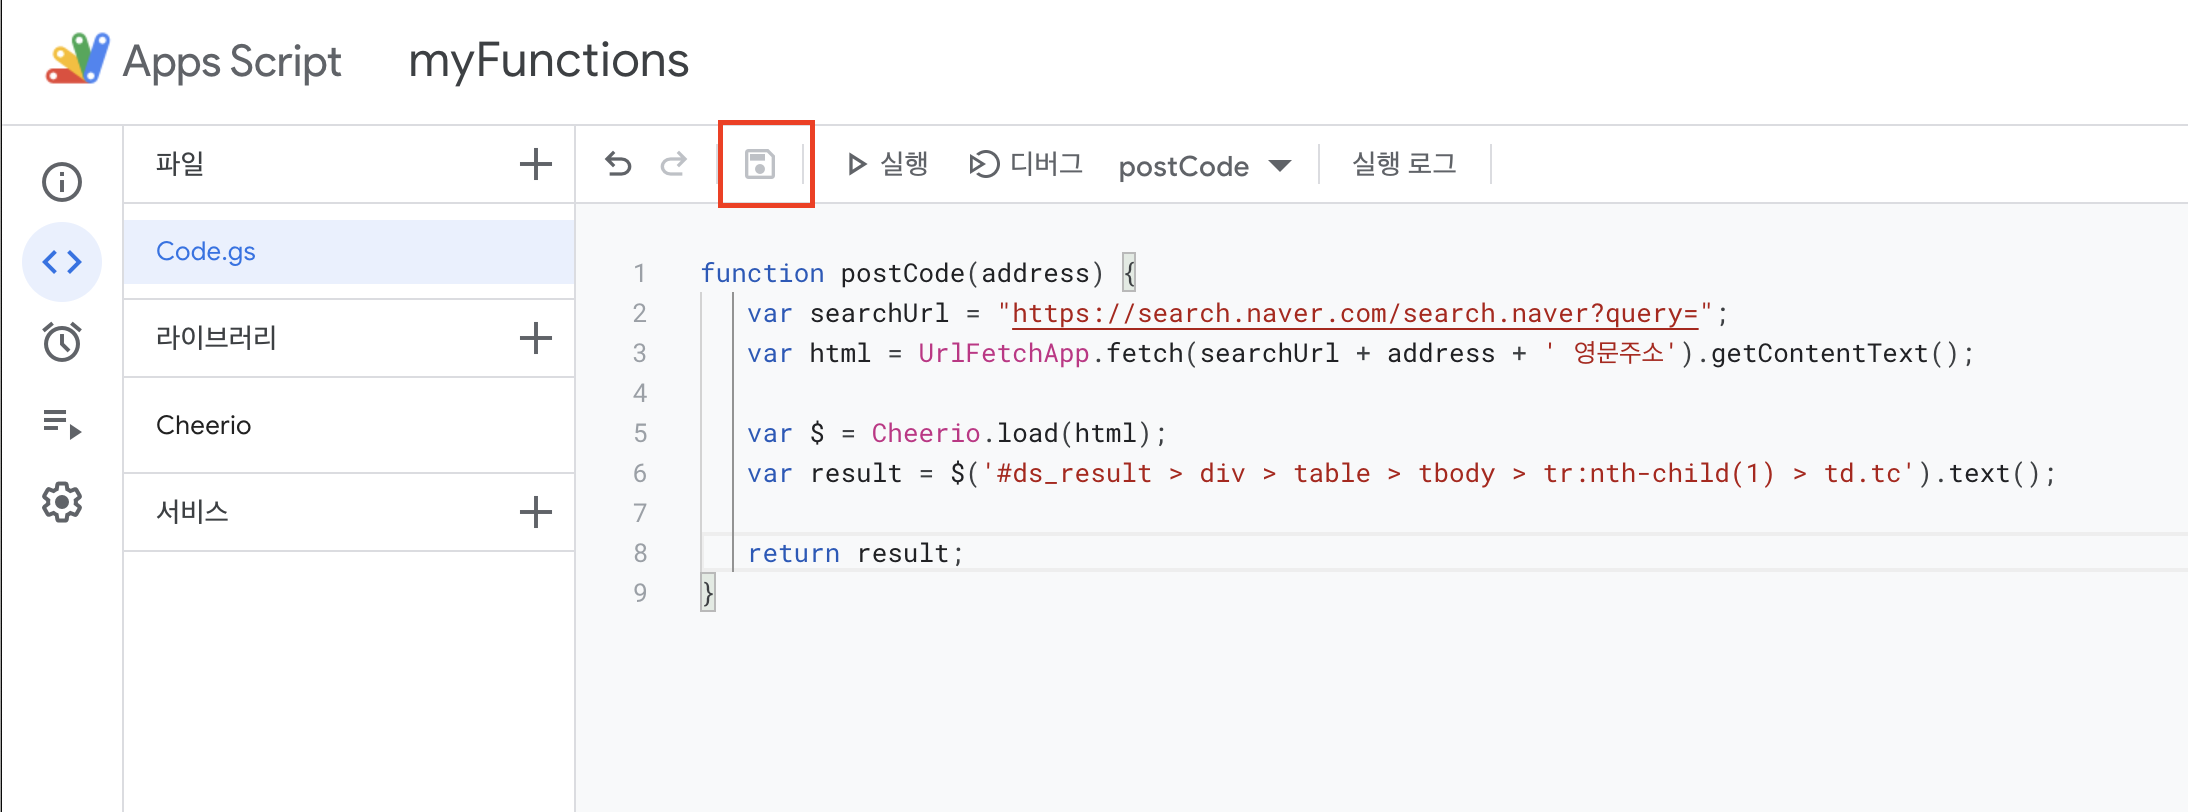 Apps Script myFunctions
파일
실행 디버그 postCode 실행 로그
Code.gs
라이브러리
Cheerio
서비스
1 function postCode(address) {
2 var searchUrl = "https://search.naver.com/search.naver?query=";
3 var html = UrlFetchApp.fetch(searchUrl + address + ' 영문주소').getContentText();
4
5 var $ = Cheerio.load(html);
6 var result = $('#ds_result > div > table > tbody > tr:nth-child(1) > td.tc').text();
7
8 return result;
9 }